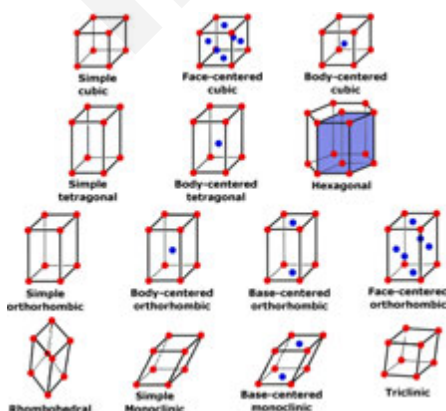 Simple
cubic
Face-centered
cubic
Body-centered
cubic
Simple
tetragonal
Body-centered
tetragonal
Hexagonal
Simple
orthorhombic
Body-centered
orthorhombic
Base-centered
orthorhombic
Face-centered
orthorhombic
Rhombohedral
Simple
Monoclinic
Base-centered
monoclinic
Triclinic